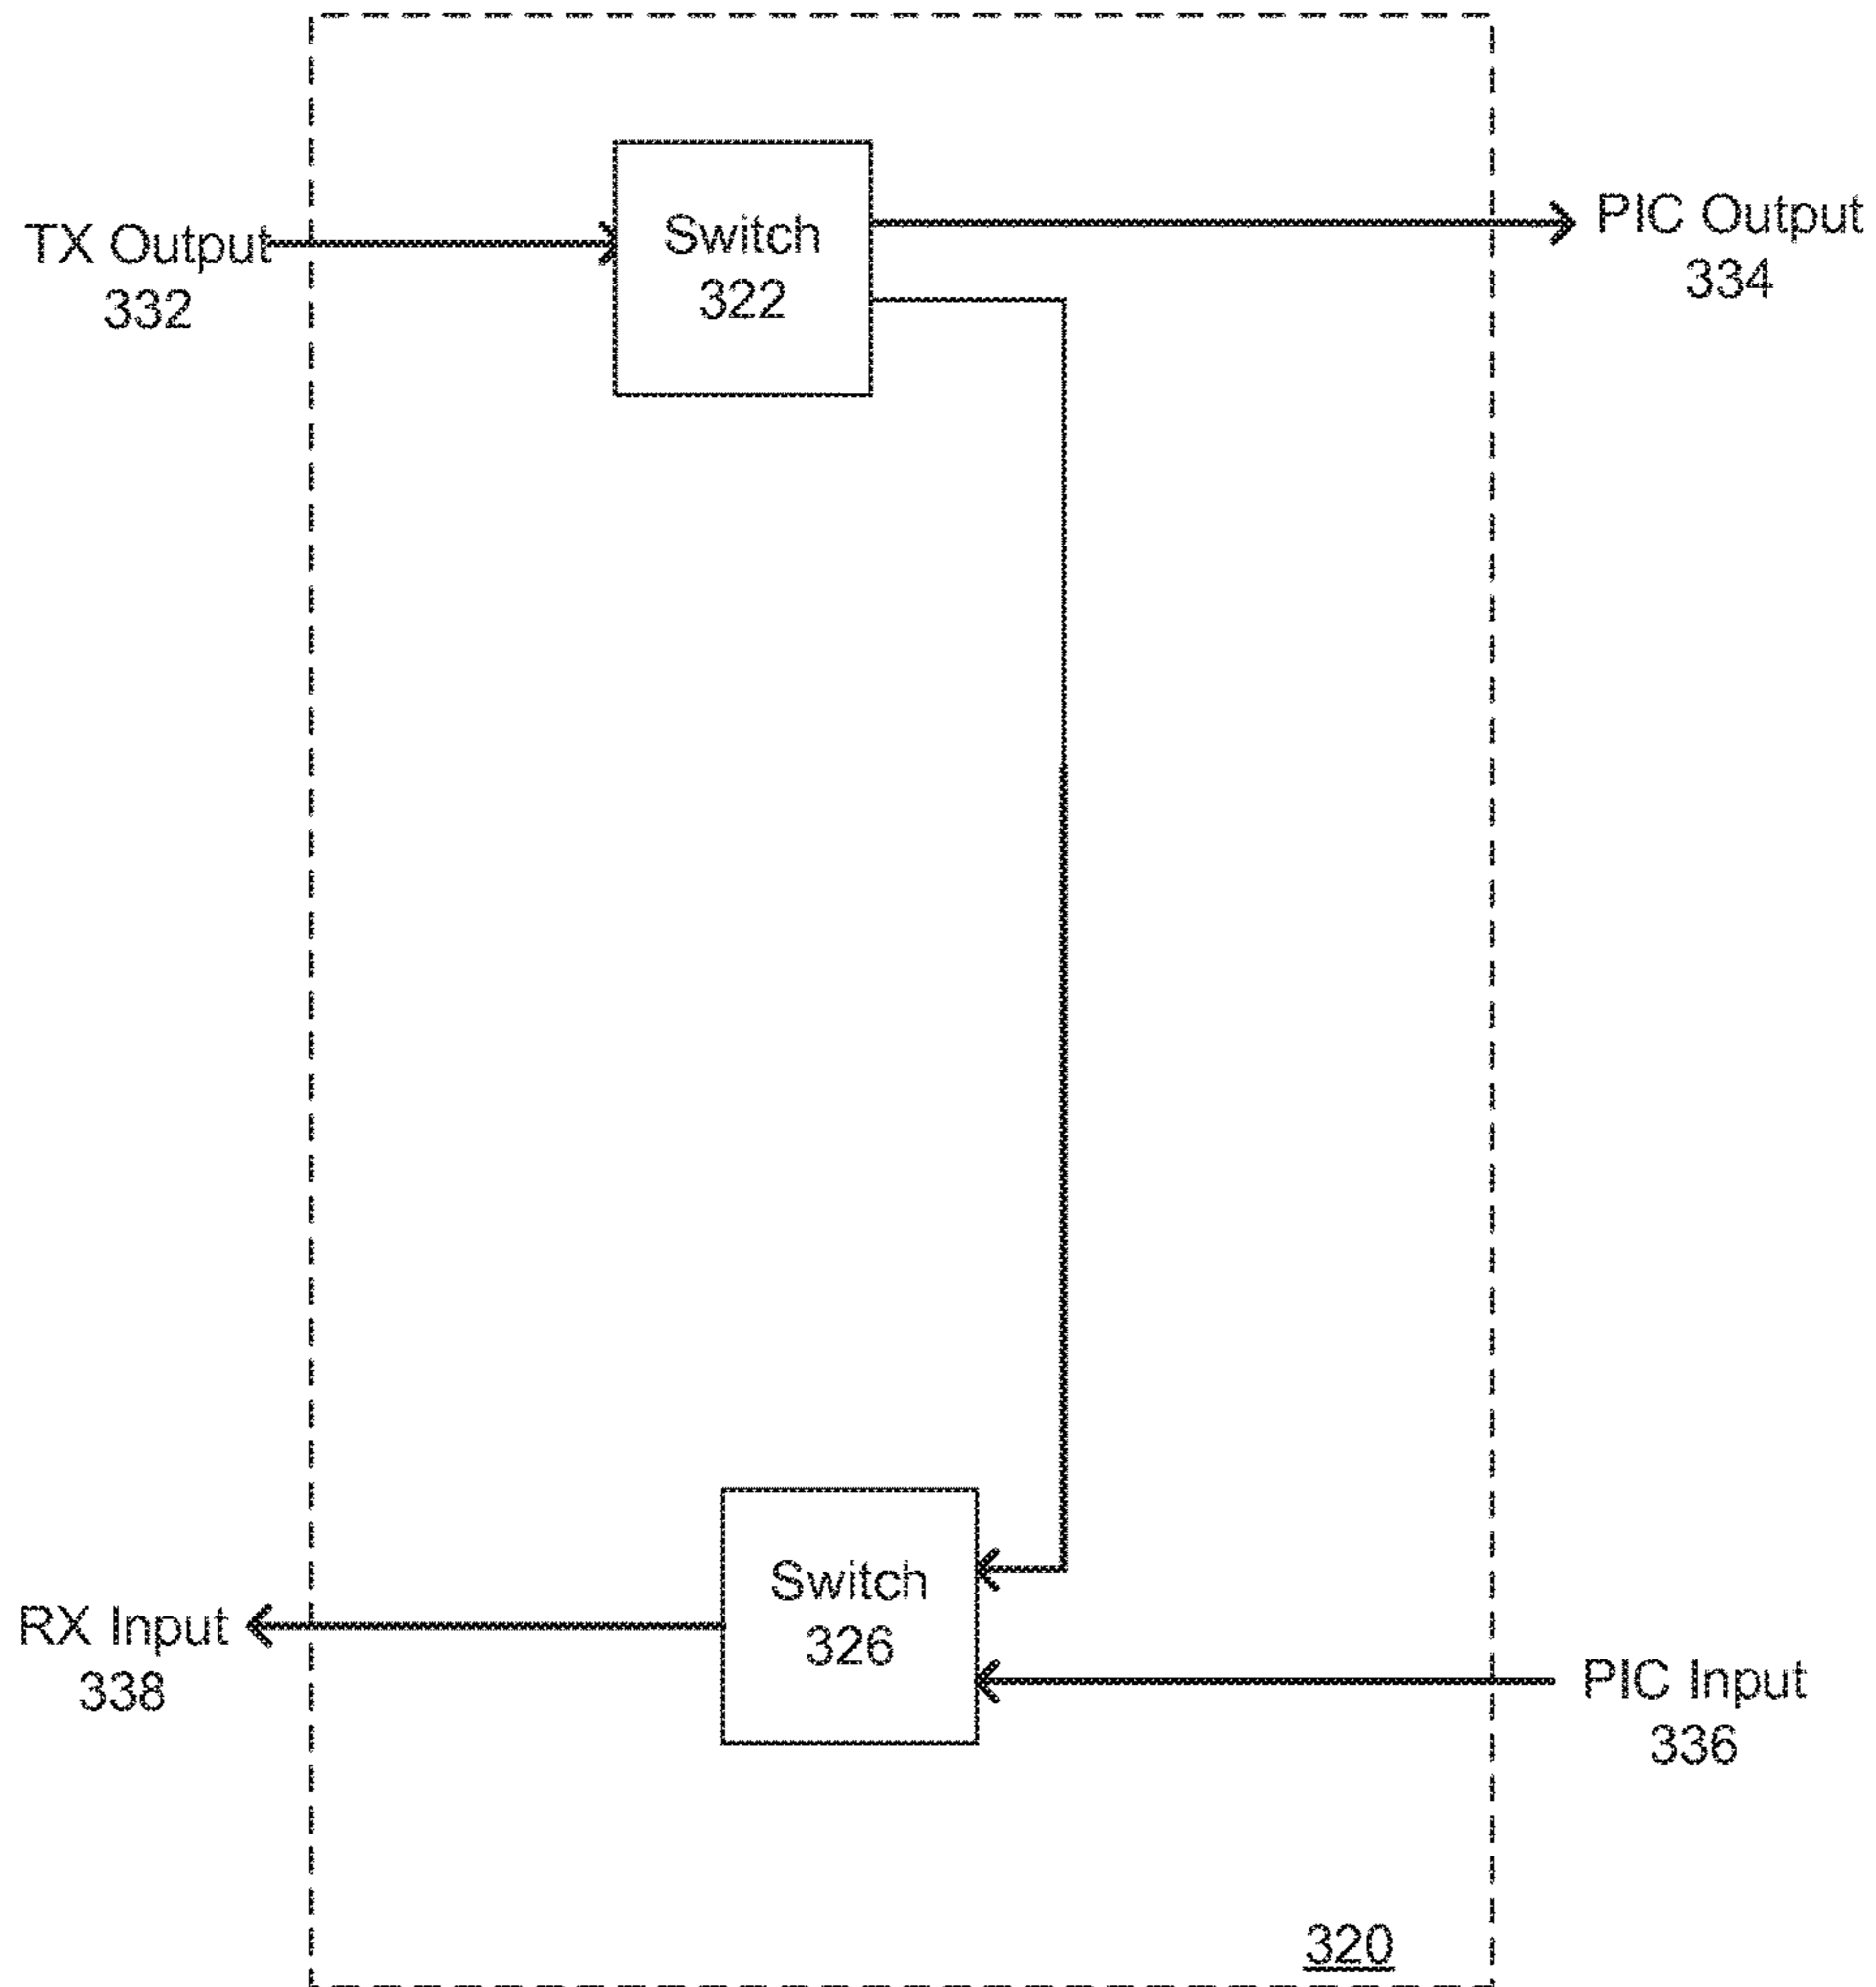 TX Output
332
Switch
322
PIC Output
334
Switch
326
RX Input
338
PIC Input
336
320